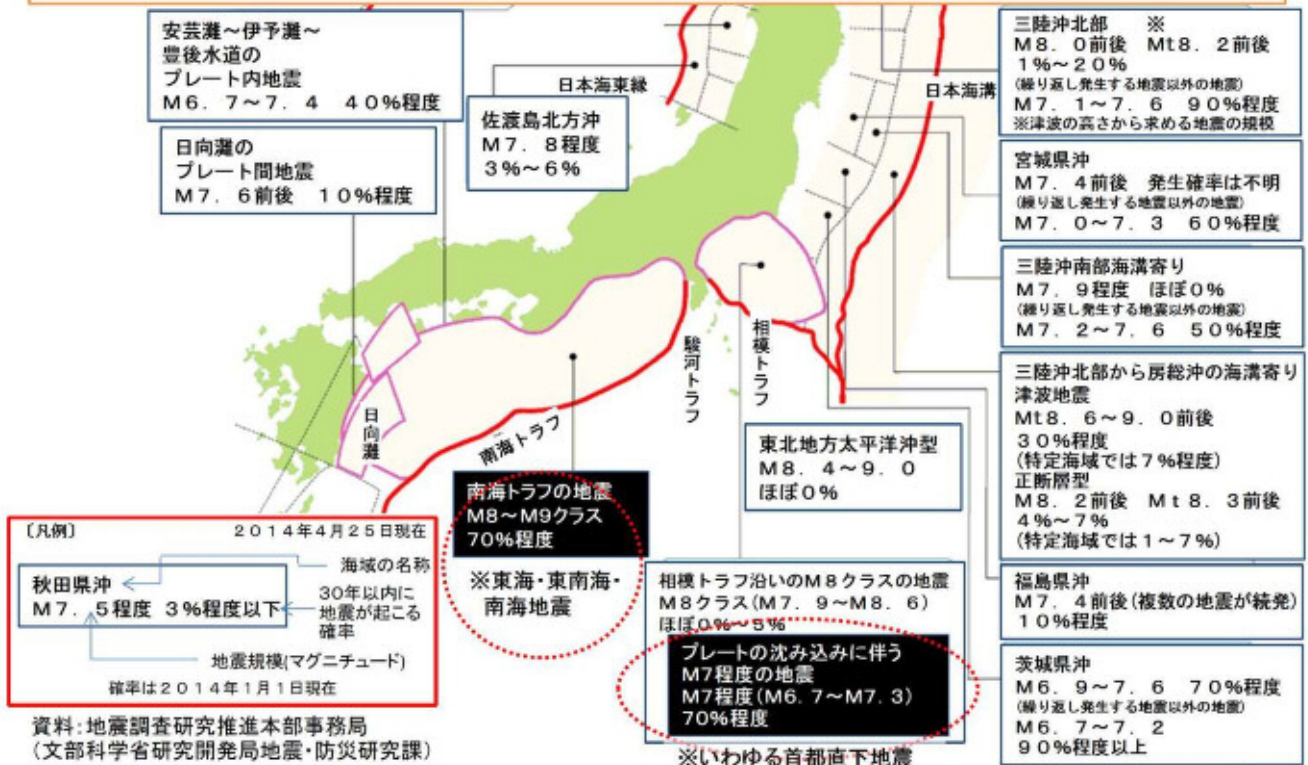 安芸灘~伊予灘~
豊後水道の
プレート内地震
M6.7~7.4 40%程度
日向灘の
プレート間地震
M7.6前後 10%程度
日本海東縁
佐渡島北方沖
M7.8程度
3%~6%
日本海溝
三陸沖北部 ※
M8.0前後 Mt8.2前後
1%~20%
(繰り返し発生する地震以外の地震)
M7.1~7.6 90%程度
※津波の高さから求める地震の規模
宮城県沖
M7.4前後 発生確率は不明
(繰り返し発生する地震以外の地震)
M7.0~7.3 60%程度
三陸沖南部海溝寄り
M7.9程度 ほぼ0%
(繰り返し発生する地震以外の地震)
M7.2~7.6 50%程度
三陸沖北部から房総沖の海溝寄り
津波地震
Mt8.6~9.0前後
30%程度
(特定海域では7%程度)
正断層型
M8.2前後 Mt8.3前後
4%~7%
(特定海域では1~7%)
福島県沖
M7.4前後(複数の地震が続発)
10%程度
茨城県沖
M6.9~7.6 70%程度
(繰り返し発生する地震以外の地震)
M6.7~7.2
90%程度以上
日向灘
南海トラフ
駿河トラフ
相模トラフ
東北地方太平洋沖型
M8.4~9.0
ほぼ0%
南海トラフの地震
M8~M9クラス
70%程度
※東海・東南海・
南海地震
相模トラフ沿いのM8クラスの地震
M8クラス(M7.9~M8.6)
ほぼ0%~5%
プレートの沈み込みに伴う
M7程度の地震
M7程度(M6.7~M7.3)
70%程度
※いわゆる首都直下地震
〔凡例〕 2014年4月25日現在
海域の名称
秋田県沖
M7.5程度 3%程度以下
30年以内に
地震が起こる
確率
地震規模(マグニチュード)
確率は2014年1月1日現在
資料:地震調査研究推進本部事務局
(文部科学省研究開発局地震・防災研究課)